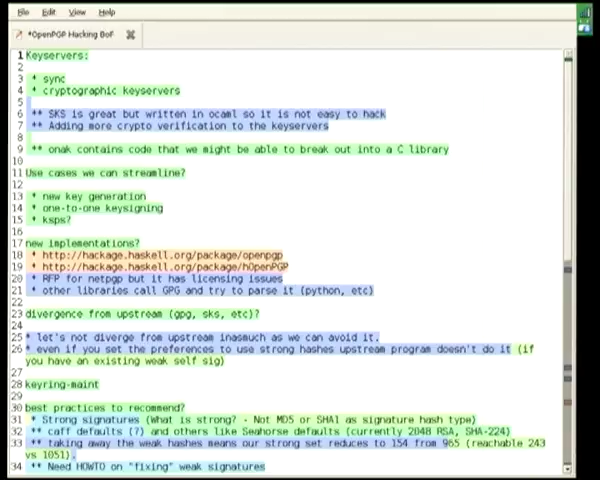 File Edit View Help
*OpenPGP Hacking BoF
1 Keyservers:
2
3 * sync
4 * cryptographic keyservers
5
6 ** SKS is great but written in ocaml so it is not easy to hack
7 ** Adding more crypto verification to the keyservers
8
9 ** onak contains code that we might be able to break out into a C library
10
11 Use cases we can streamline?
12
13 * new key generation
14 * one-to-one keysigning
15 * ksps?
16
17 new implementations?
18 * http://hackage.haskell.org/package/openpgp
19 * http://hackage.haskell.org/package/hOpenPGP
20 * RFP for netpgp but it has licensing issues
21 * other libraries call GPG and try to parse it (python, etc)
22
23 divergence from upstream (gpg, sks, etc)?
24
25 * let's not diverge from upstream inasmuch as we can avoid it.
26 * even if you set the preferences to use strong hashes upstream program doesn't do it (if
you have an existing weak self sig)
27
28 keyring-maint
29
30 best practices to recommend?
31 * Strong signatures (What is strong? - Not MD5 or SHA1 as signature hash type)
32 ** caff defaults (?) and others like Seahorse defaults (currently 2048 RSA, SHA-224)
33 ** taking away the weak hashes means our strong set reduces to 154 from 965 (reachable 243
vs 1051).
34 ** Need HOWTO on "fixing" weak signatures